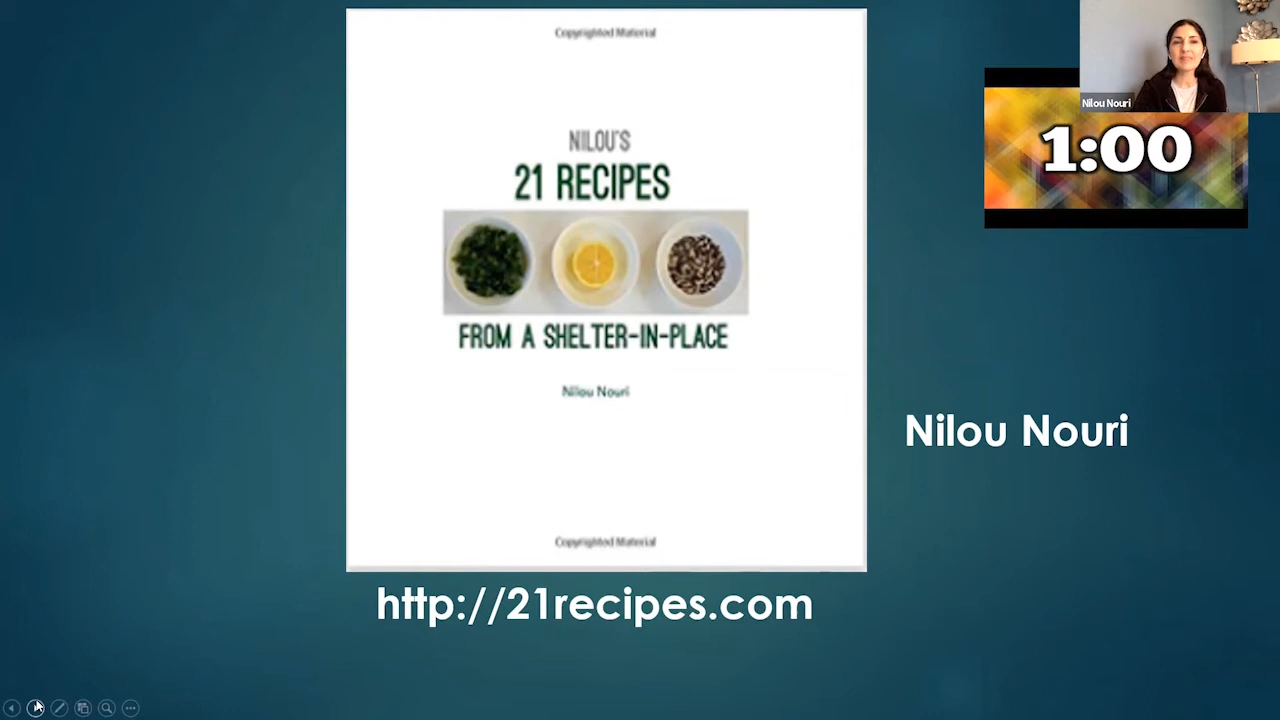 Copyrighted Material
NILOU'S
21 RECIPES
FROM A SHELTER-IN-PLACE
Nilou Nouri
Copyrighted Material
http://21recipes.com
Nilou Nouri
1:00
Nilou Nouri